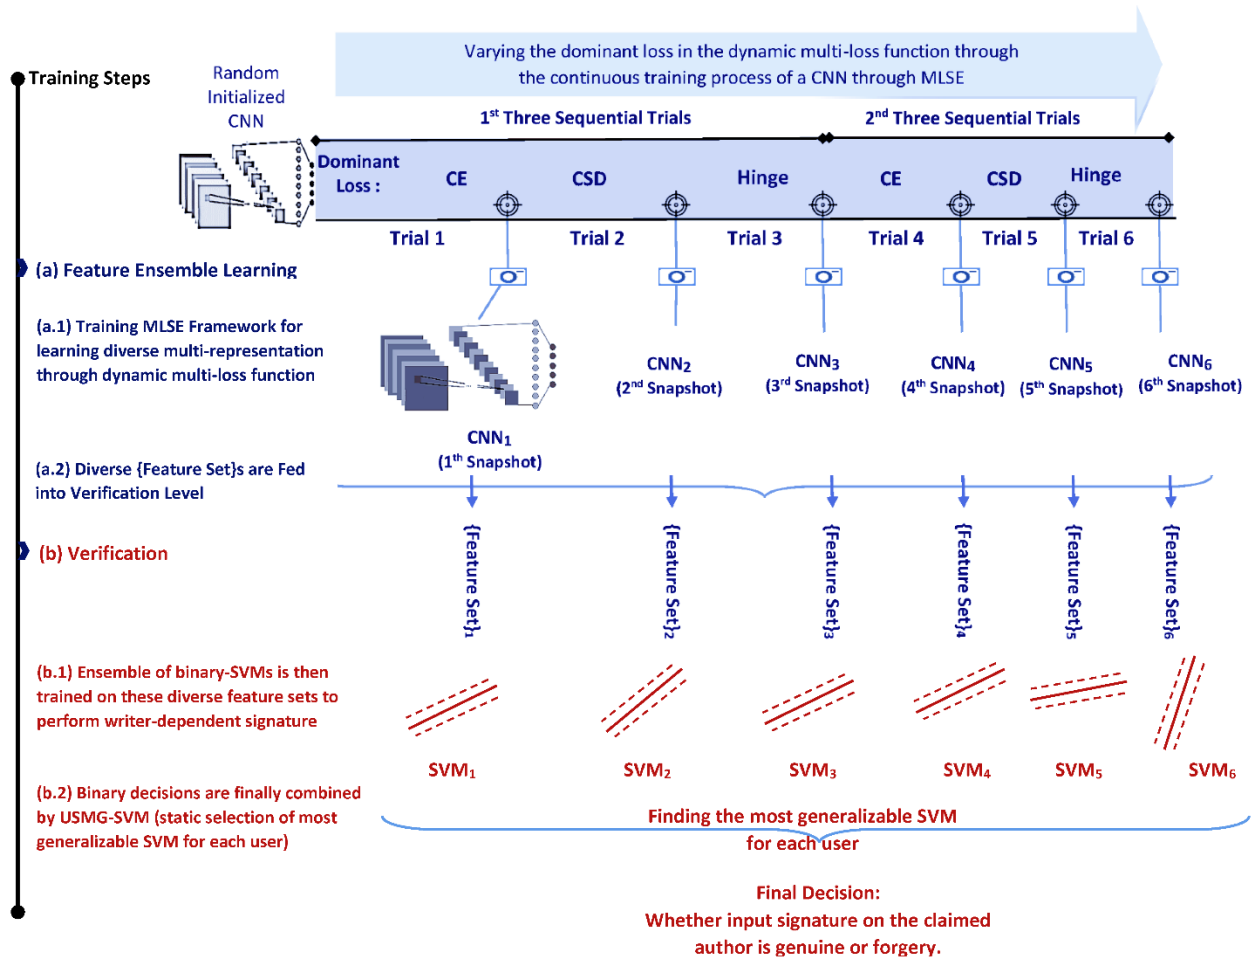 Varying the dominant loss in the dynamic multi-loss function through
the continuous training process of a CNN through MLSE
Training Steps
Random
Initialized
CNN
1st Three Sequential Trials
2nd Three Sequential Trials
Dominant
Loss :
CE
CSD
Hinge
CE
CSD
Hinge
Trial 1
Trial 2
Trial 3
Trial 4
Trial 5
Trial 6
(a) Feature Ensemble Learning
(a.1) Training MLSE Framework for
learning diverse multi-representation
through dynamic multi-loss function
CNN1
(1th Snapshot)
CNN2
(2nd Snapshot)
CNN3
(3rd Snapshot)
CNN4
(4th Snapshot)
CNN5
(5th Snapshot)
CNN6
(6th Snapshot)
(a.2) Diverse {Feature Set}s are Fed
into Verification Level
{Feature Set}1
{Feature Set}2
{Feature Set}3
{Feature Set}4
{Feature Set}5
{Feature Set}6
(b) Verification
(b.1) Ensemble of binary-SVMs is then
trained on these diverse feature sets to
perform writer-dependent signature
SVM1
SVM2
SVM3
SVM4
SVM5
SVM6
(b.2) Binary decisions are finally combined
by USMG-SVM (static selection of most
generalizable SVM for each user)
Finding the most generalizable SVM
for each user
Final Decision:
Whether input signature on the claimed
author is genuine or forgery.